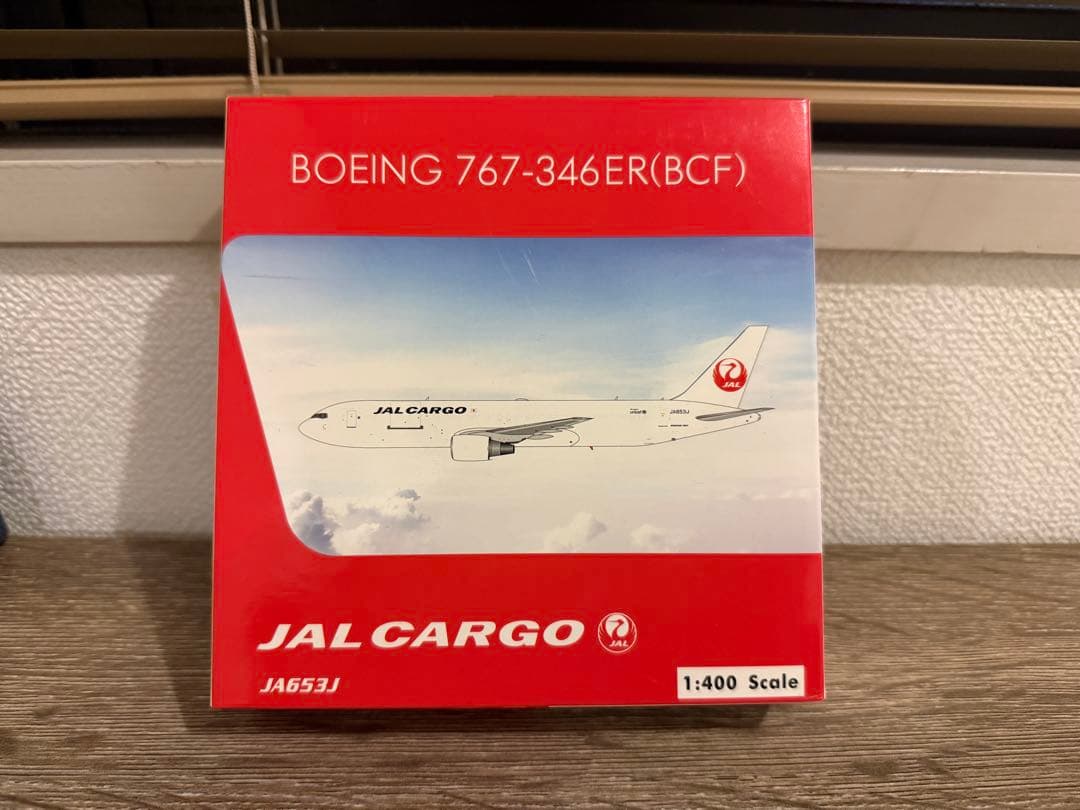 BOEING 767-346ER(BCF)
JAL CARGO
JA653J
JAL
JAL CARGO
JAL
JA653J
1:400 Scale